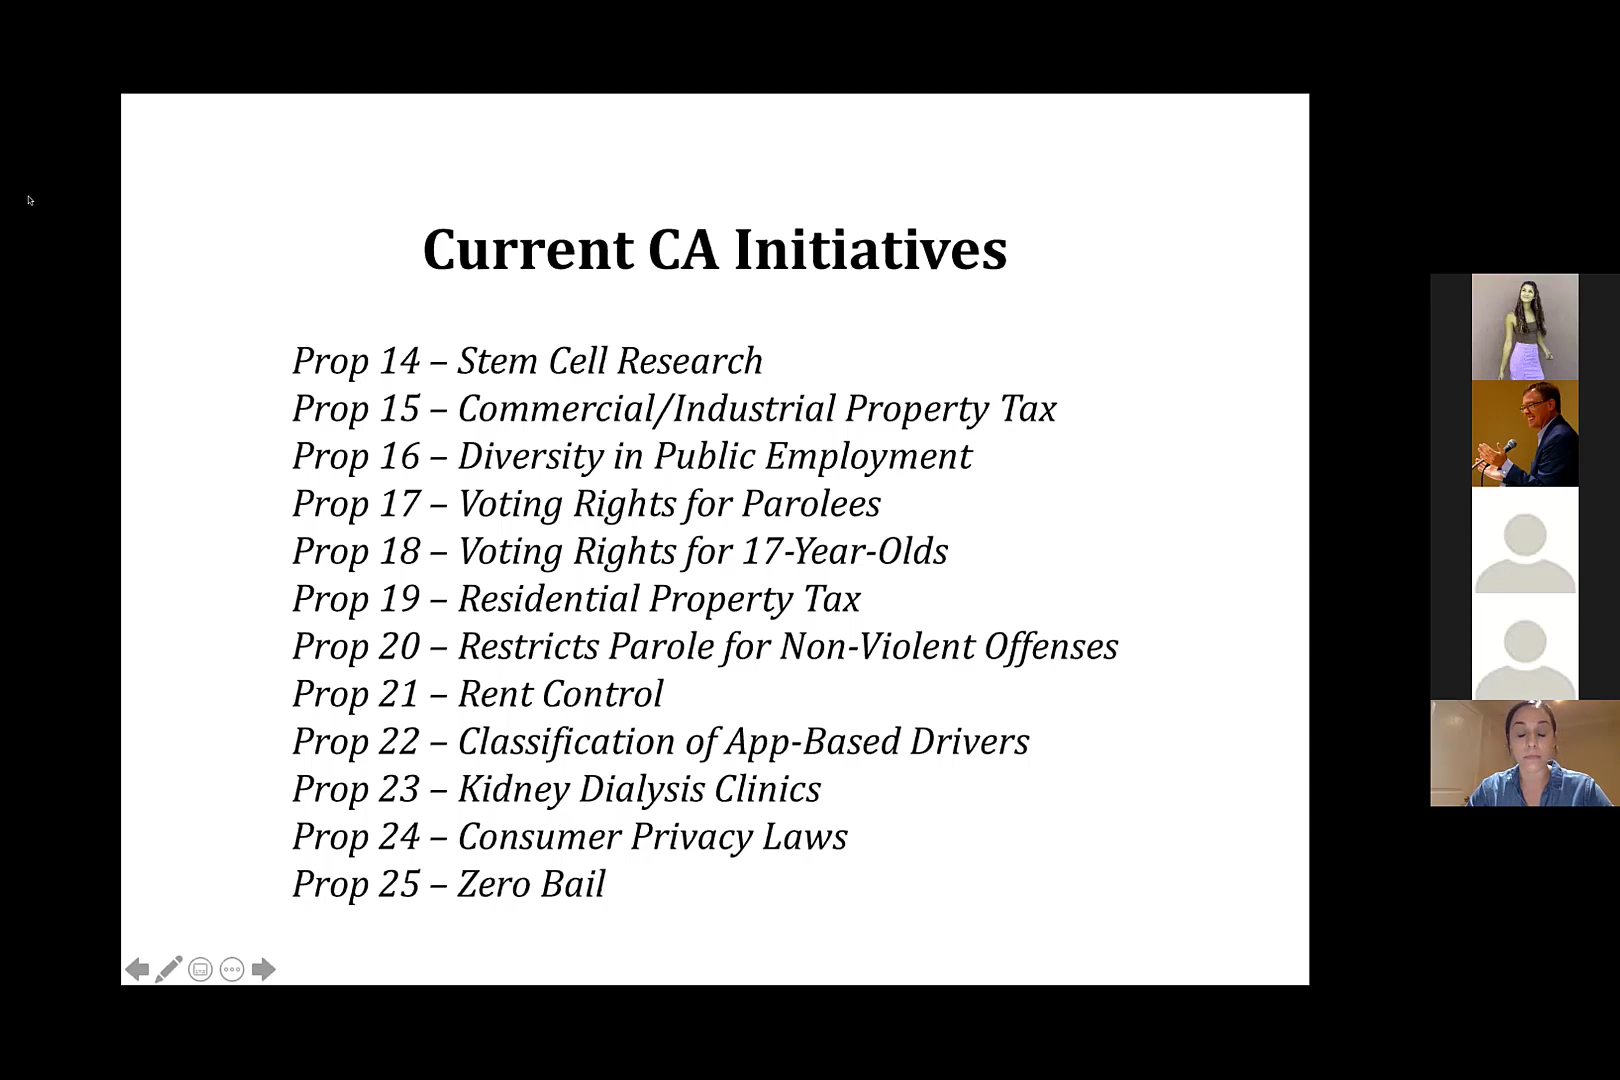 Current CA Initiatives
Prop 14 – Stem Cell Research
Prop 15 – Commercial/Industrial Property Tax
Prop 16 – Diversity in Public Employment
Prop 17 – Voting Rights for Parolees
Prop 18 – Voting Rights for 17-Year-Olds
Prop 19 – Residential Property Tax
Prop 20 – Restricts Parole for Non-Violent Offenses
Prop 21 – Rent Control
Prop 22 – Classification of App-Based Drivers
Prop 23 – Kidney Dialysis Clinics
Prop 24 – Consumer Privacy Laws
Prop 25 – Zero Bail